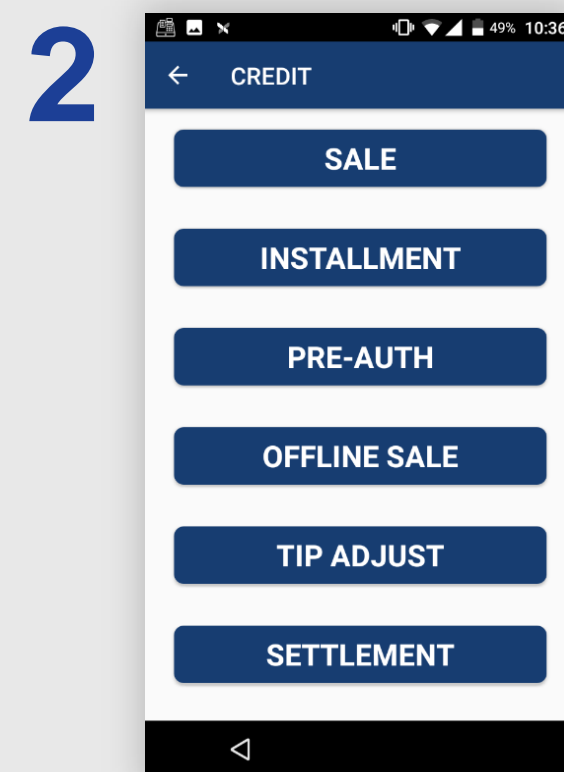 2
49% 10:36
CREDIT
SALE
INSTALLMENT
PRE-AUTH
OFFLINE SALE
TIP ADJUST
SETTLEMENT